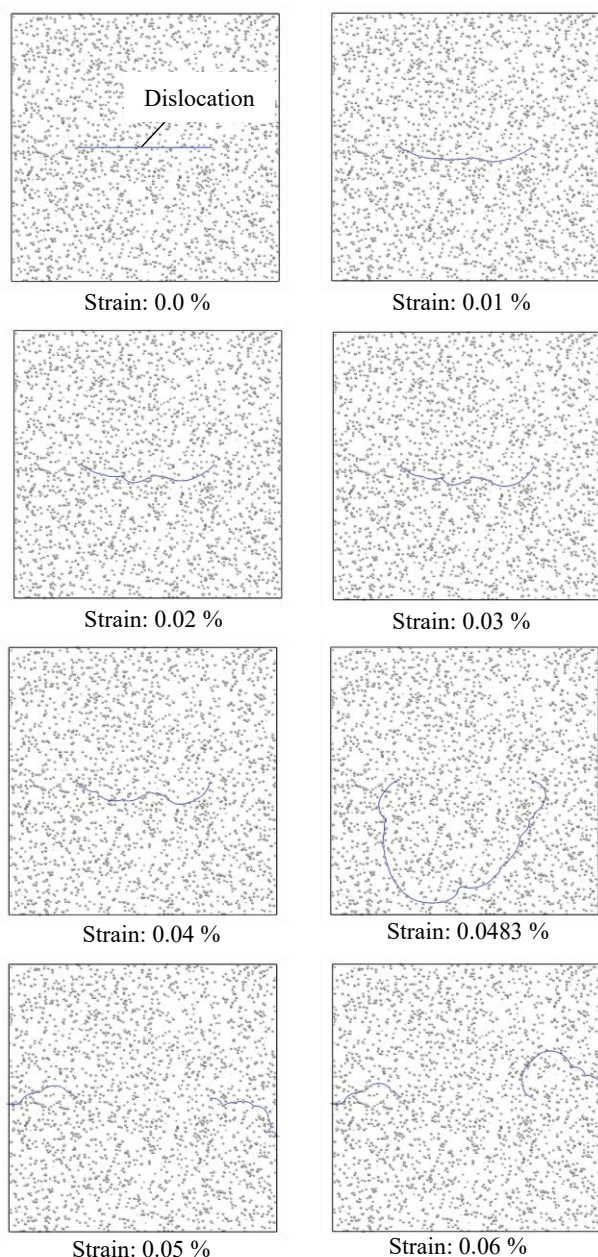 Dislocation
Strain: 0.0 %
Strain: 0.01 %
Strain: 0.02 %
Strain: 0.03 %
Strain: 0.04 %
Strain: 0.0483 %
Strain: 0.05 %
Strain: 0.06 %